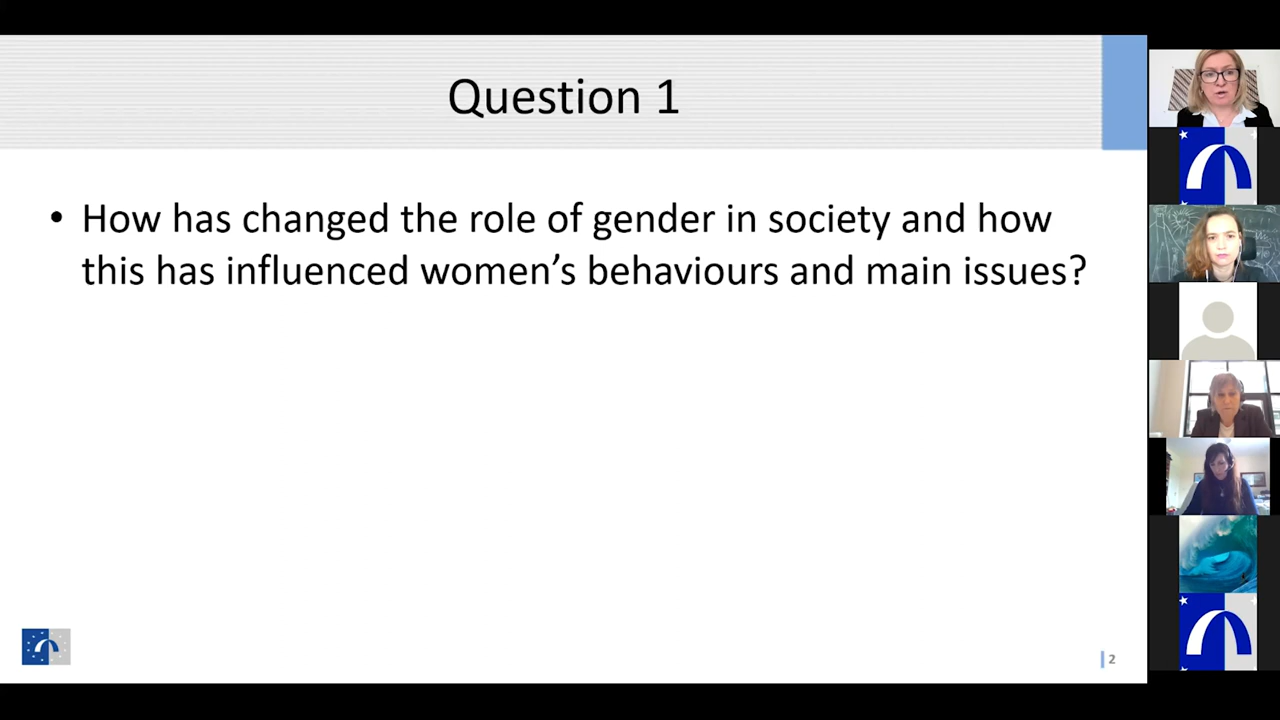 Question 1
• How has changed the role of gender in society and how
this has influenced women’s behaviours and main issues?
2